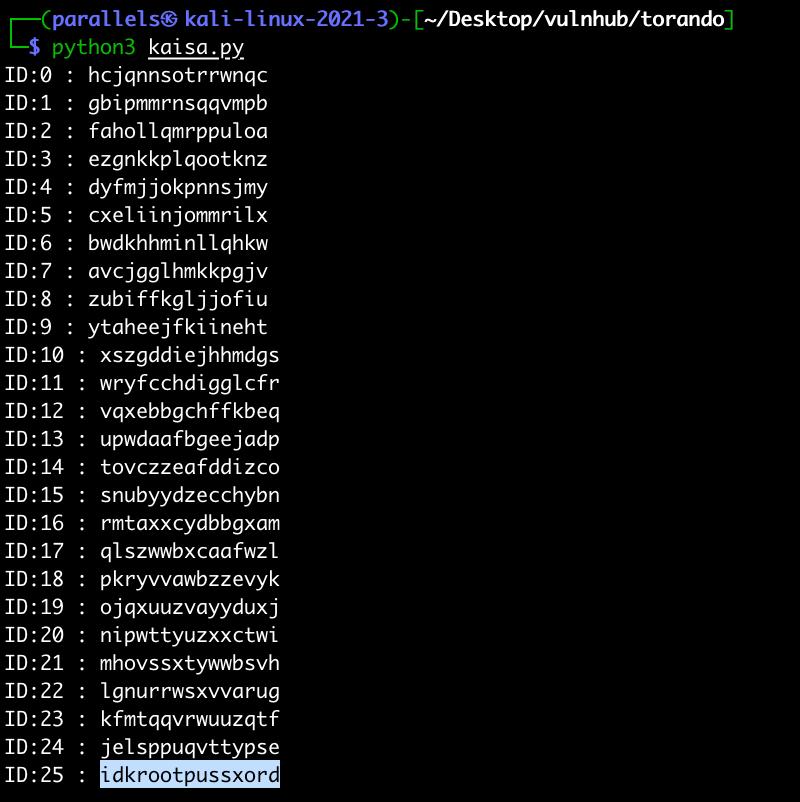 ┌──(parallels㉿kali-linux-2021-3)-[~/Desktop/vulnhub/torando]
└─$ python3 kaisa.py
ID:0 : hcjqnnsotrrwnqc
ID:1 : gbipmmrnsqqvmpb
ID:2 : fahollqmrppuloa
ID:3 : ezgnkkplqootknz
ID:4 : dyfmjjokpnnsjmy
ID:5 : cxeliinjommrilx
ID:6 : bwdkhhminllqhkw
ID:7 : avcjgglhmkkpgjv
ID:8 : zubiffkgljjofiu
ID:9 : ytaheejfkiineht
ID:10 : xszgddiejhhmdgs
ID:11 : wryfcchdigglcfr
ID:12 : vqxebbgchffkbeq
ID:13 : upwdaafbgeejadp
ID:14 : tovczzeafddizco
ID:15 : snubyydzecchybn
ID:16 : rmtaxxcydbbgxam
ID:17 : qlszwwbxcaafwzl
ID:18 : pkryvvawbzzevyk
ID:19 : ojqxuuzvayyduxj
ID:20 : nipwttyuzxxctwi
ID:21 : mhovssxtywwbsvh
ID:22 : lgnurrwsxvvarug
ID:23 : kfmtqqvrwuuzqtf
ID:24 : jelsppuqvttypse
ID:25 : idkrootpussxord